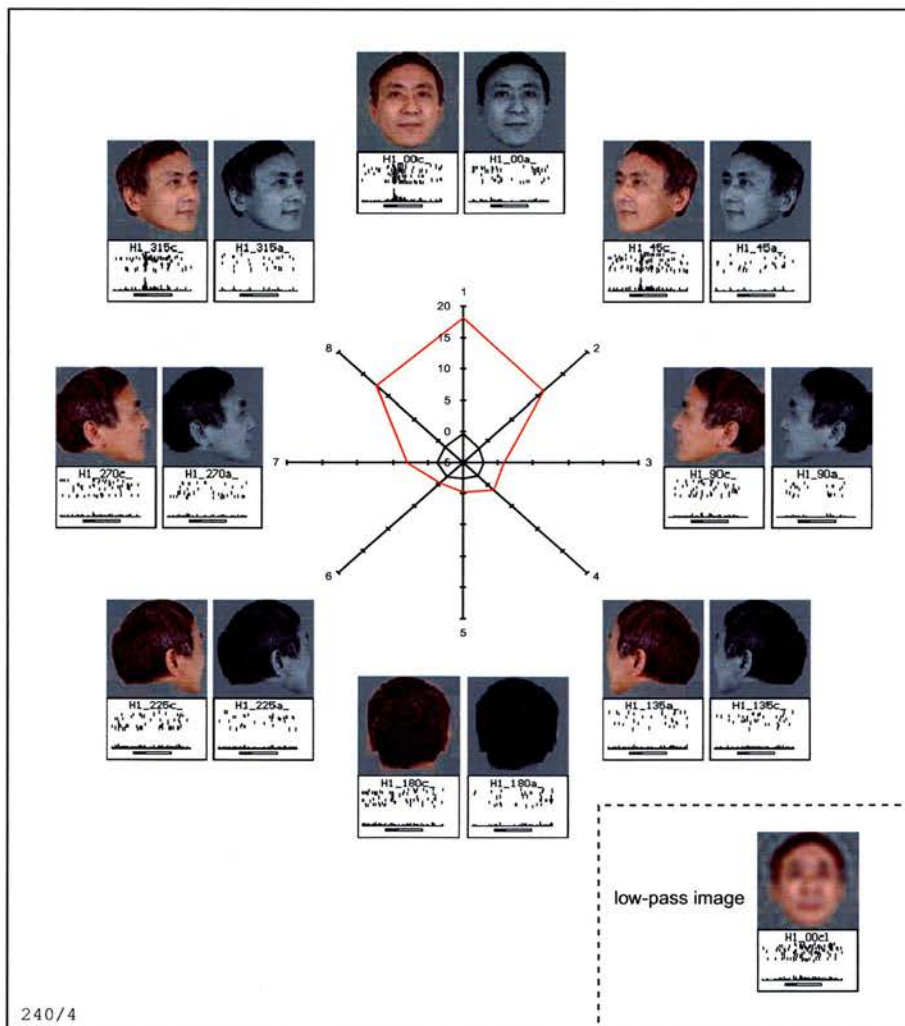 H1_00c_ H1_00a_
H1_315c_ H1_315a_
H1_45c_ H1_45a_
1
20
15
10
5
0
-5
8
2
7
3
6
4
5
H1_270c_ H1_270a_
H1_90c_ H1_90a_
H1_225c_ H1_225a_
H1_135a_ H1_135c_
H1_180c_ H1_180a_
low-pass image
H1_00cl
240/4